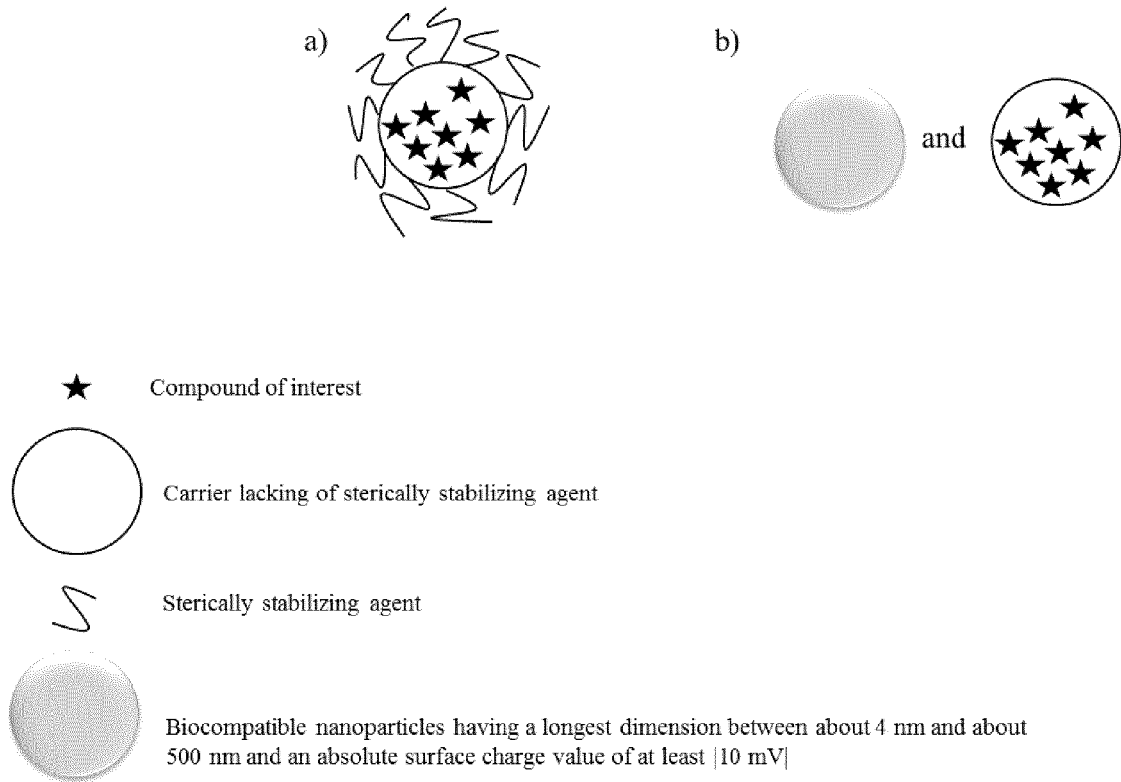 a)
b)
and
Compound of interest
Carrier lacking of sterically stabilizing agent
Sterically stabilizing agent
Biocompatible nanoparticles having a longest dimension between about 4 nm and about
500 nm and an absolute surface charge value of at least |10 mV|